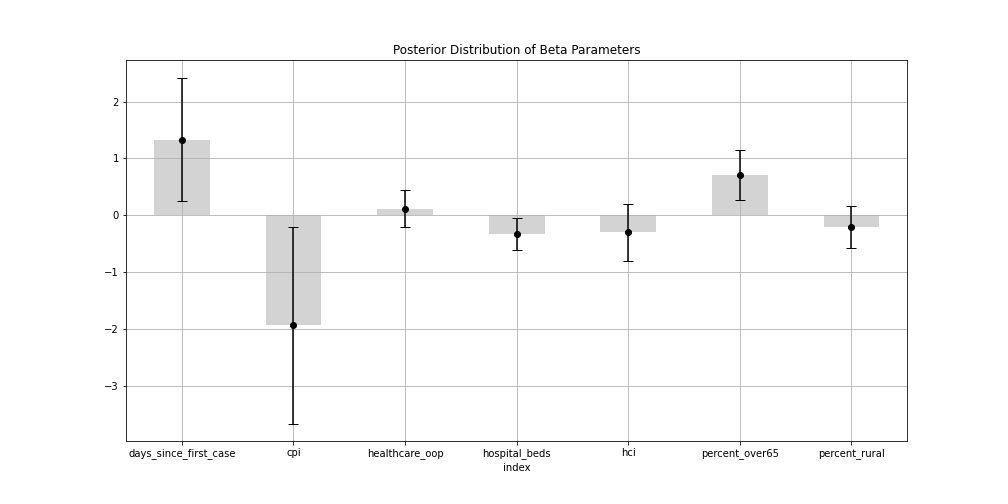 Posterior Distribution of Beta Parameters
2
1
0
−1
−2
−3
days_since_first_case cpi healthcare_oop hospital_beds hci percent_over65 percent_rural
index